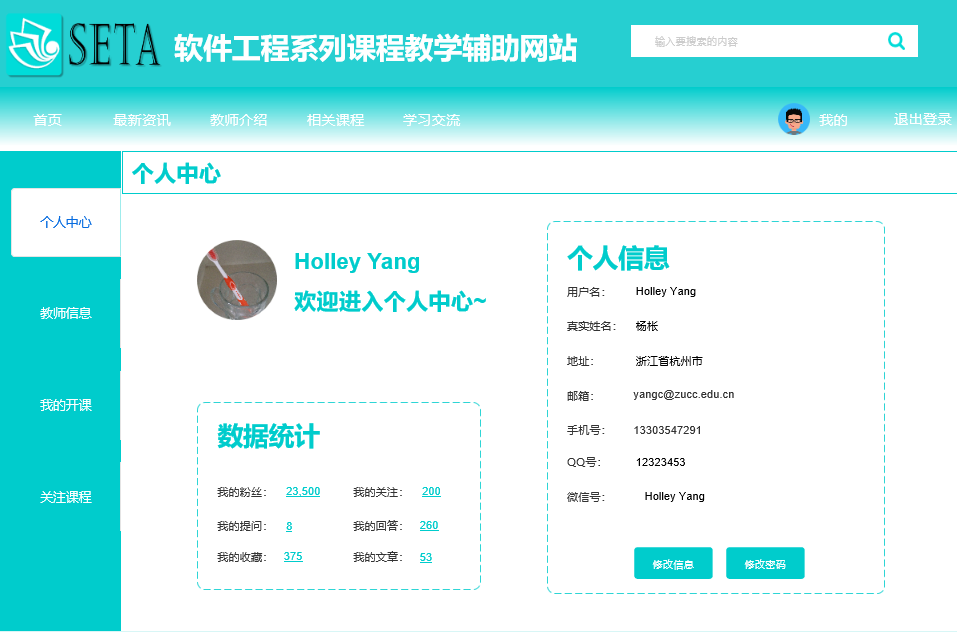 SETA 软件工程系列课程教学辅助网站
输入要搜索的内容
首页 最新资讯 教师介绍 相关课程 学习交流 我的 退出登录
个人中心
个人中心
教师信息
我的开课
关注课程
Holley Yang
欢迎进入个人中心~
数据统计
我的粉丝: 23,500 我的关注: 200
我的提问: 8 我的回答: 260
我的收藏: 375 我的文章: 53
个人信息
用户名: Holley Yang
真实姓名: 杨枨
地址: 浙江省杭州市
邮箱: yangc@zucc.edu.cn
手机号: 13303547291
QQ号: 12323453
微信号: Holley Yang
修改信息 修改密码